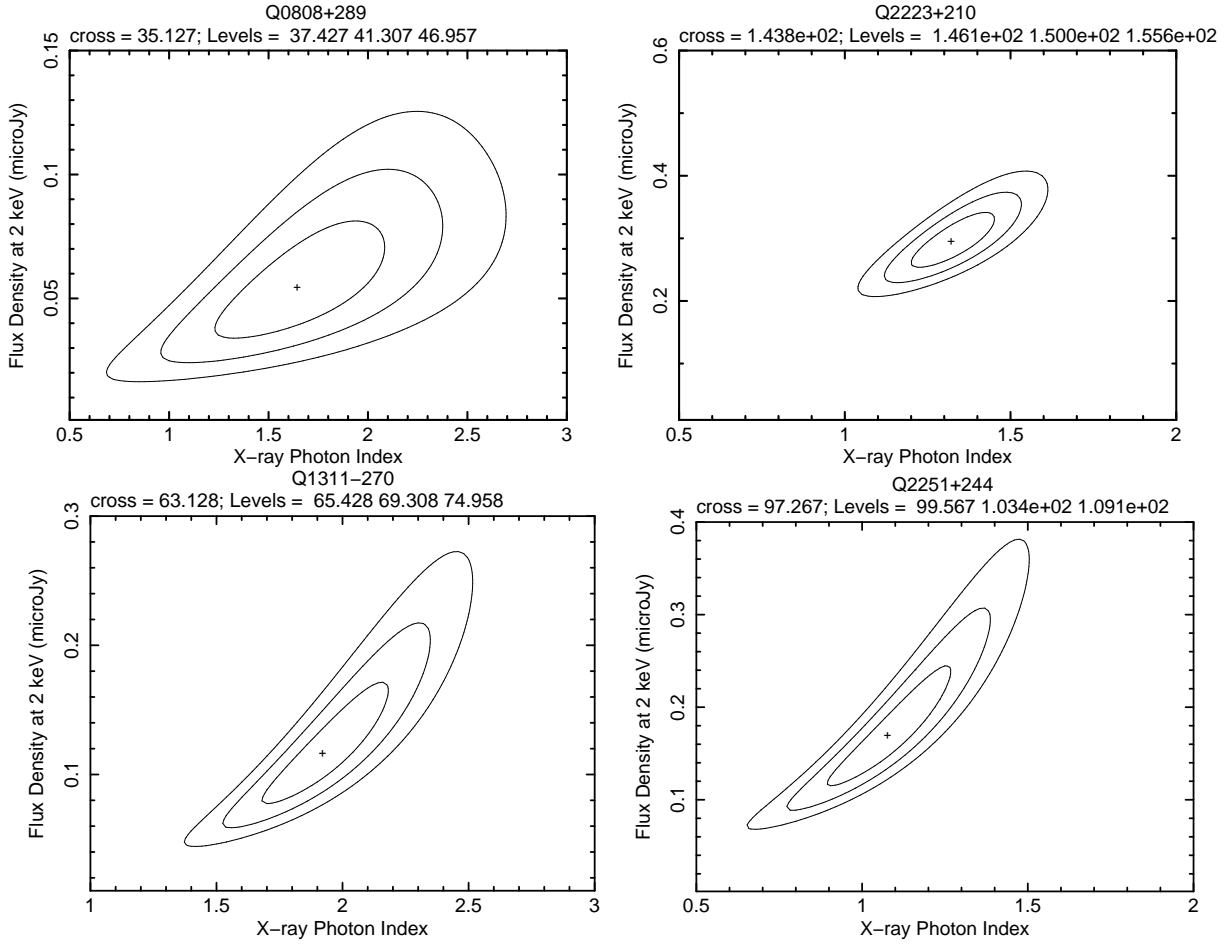 Q0808+289
cross = 35.127; Levels = 37.427 41.307 46.957
0.15
0.1
0.05
Flux Density at 2 keV (microJy)
0.5 1 1.5 2 2.5 3
X−ray Photon Index
Q2223+210
cross = 1.438e+02; Levels = 1.461e+02 1.500e+02 1.556e+02
0.6
0.4
0.2
Flux Density at 2 keV (microJy)
0.5 1 1.5 2
X−ray Photon Index
Q1311−270
cross = 63.128; Levels = 65.428 69.308 74.958
0.3
0.2
0.1
Flux Density at 2 keV (microJy)
1 1.5 2 2.5 3
X−ray Photon Index
Q2251+244
cross = 97.267; Levels = 99.567 1.034e+02 1.091e+02
0.4
0.3
0.2
0.1
Flux Density at 2 keV (microJy)
0.5 1 1.5 2
X−ray Photon Index